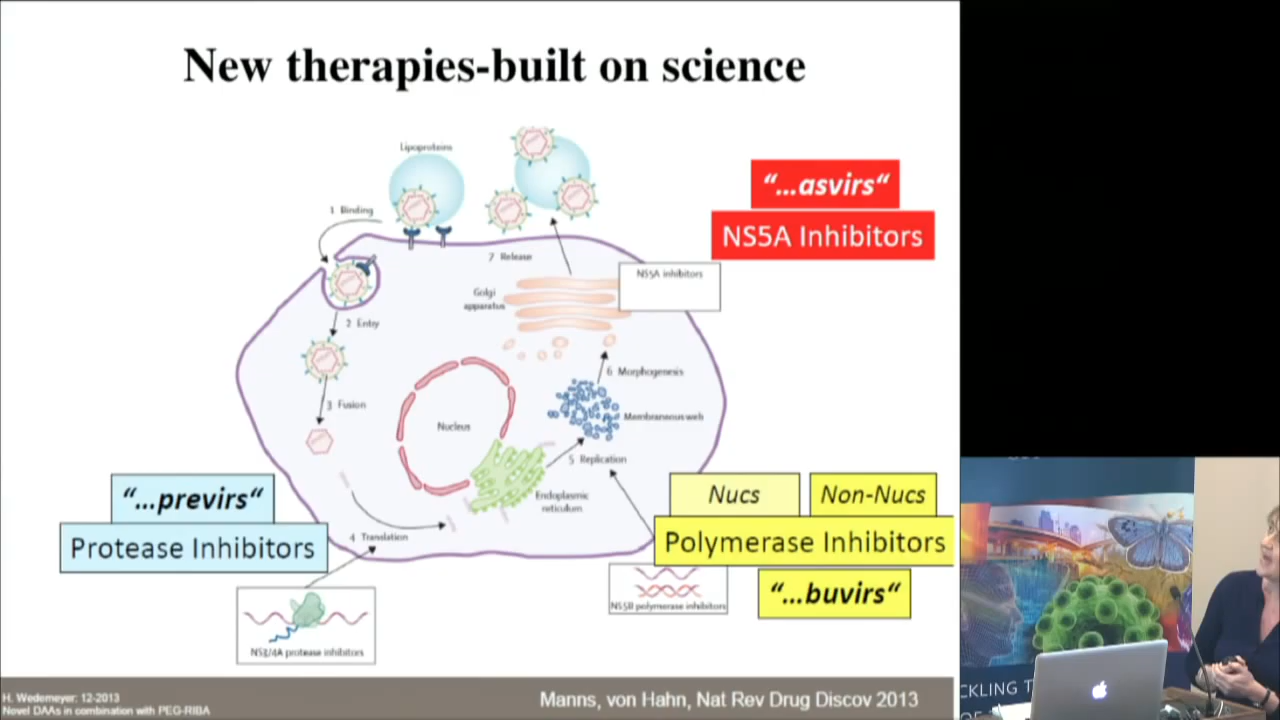 New therapies-built on science
Lipoproteins
1 Binding
7 Release
Golgi
apparatus
NS5A inhibitors
2 Entry
6 Morphogenesis
3 Fusion
Membraneous web
Nucleus
5 Replication
Endoplasmic
reticulum
4 Translation
NS3/4A protease inhibitors
NS5B polymerase inhibitors
“...asvirs“
NS5A Inhibitors
“...previrs“
Protease Inhibitors
Nucs
Non-Nucs
Polymerase Inhibitors
“...buvirs“
H. Wedemeyer: 12-2013
Novel DAAs in combination with PEG-RIBA
Manns, von Hahn, Nat Rev Drug Discov 2013
CKLING T
OF